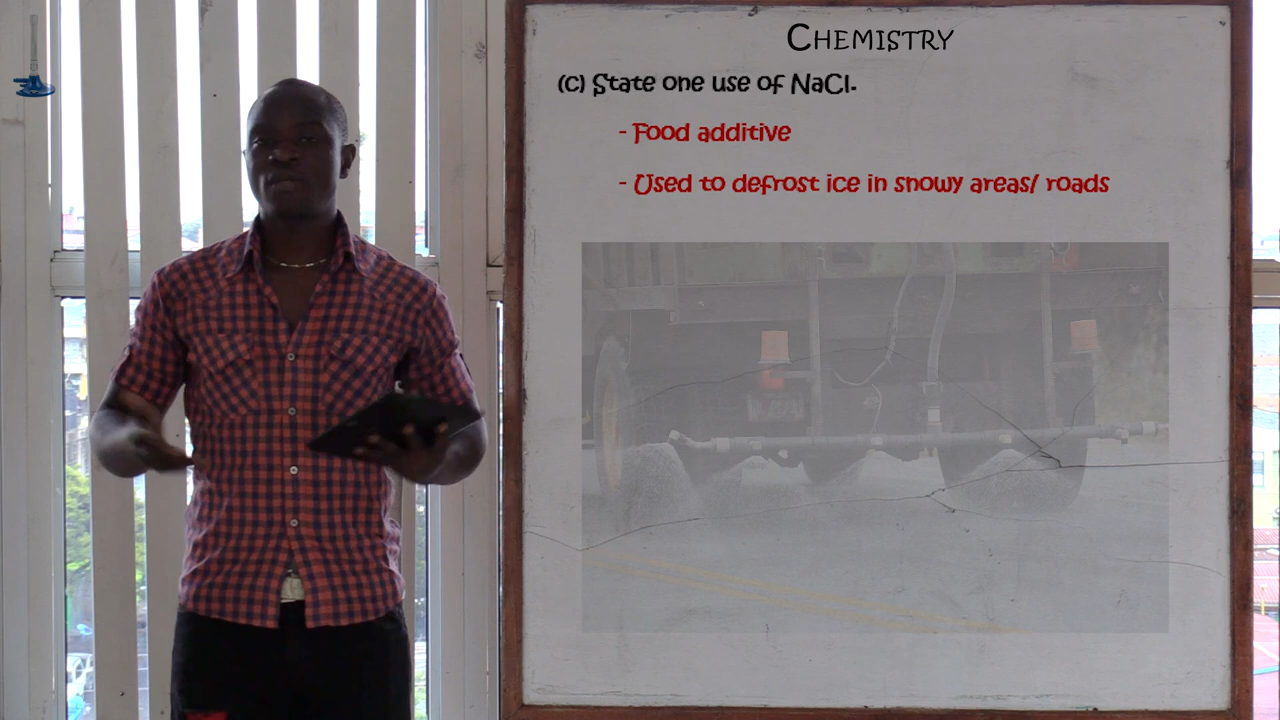 CHEMISTRY
(c) State one use of NaCl.
- Food additive
- Used to defrost ice in snowy areas/ roads